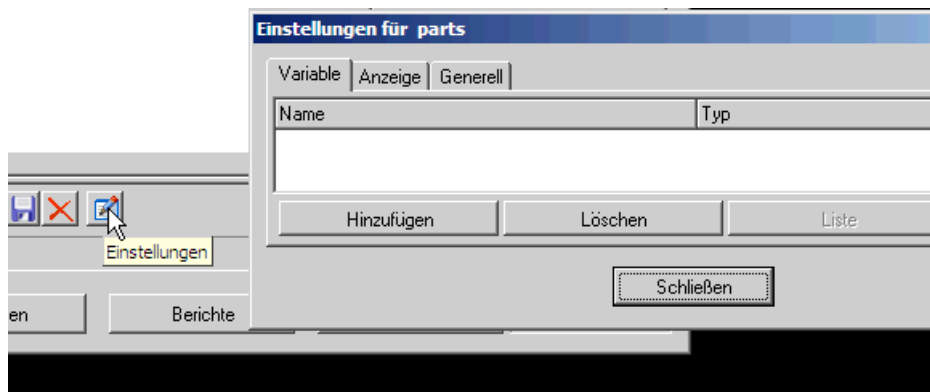 Einstellungen für parts
Variable Anzeige Generell
Name Typ
Hinzufügen Löschen Liste
Einstellungen
Schließen
en Berichte